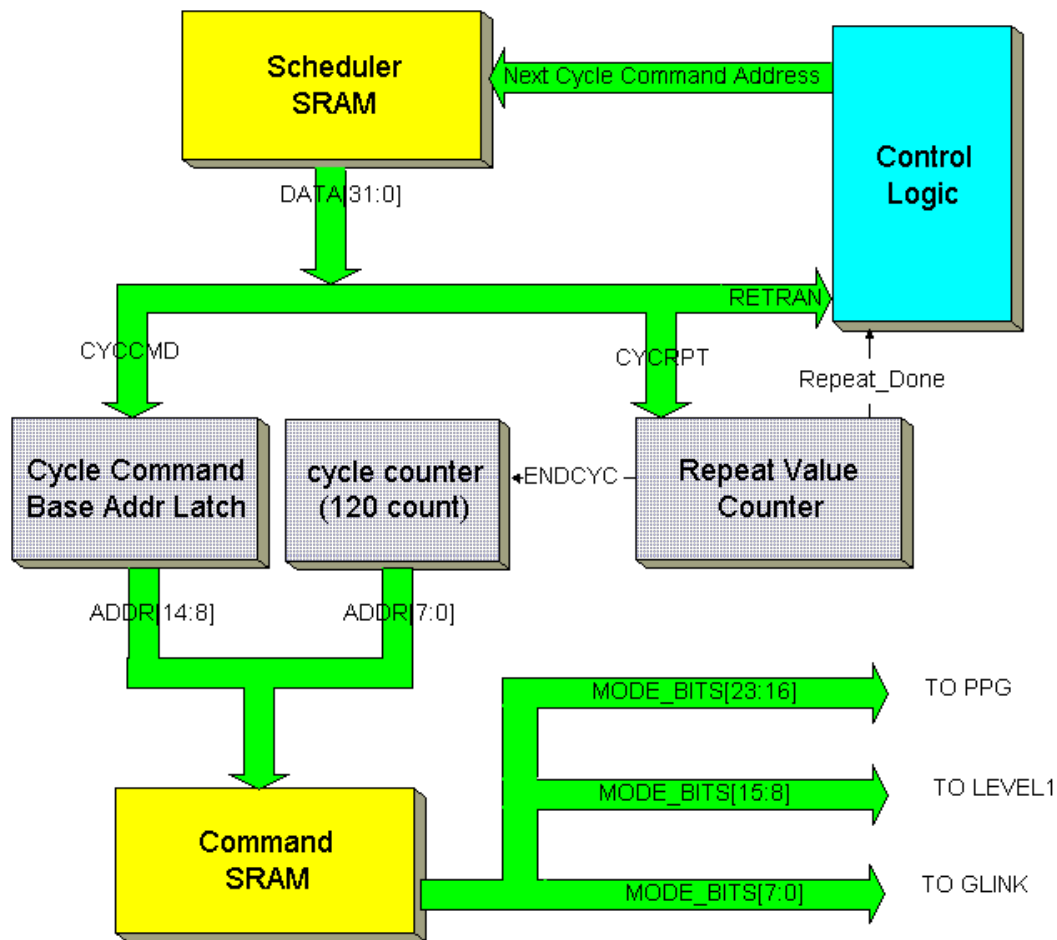 Scheduler
SRAM
Next Cycle Command Address
Control
Logic
DATA[31:0]
RETRAN
CYCCMD
CYCRPT
Repeat_Done
Cycle Command
Base Addr Latch
cycle counter
(120 count)
ENDCYC
Repeat Value
Counter
ADDR[14:8]
ADDR[7:0]
MODE_BITS[23:16]
TO PPG
MODE_BITS[15:8]
TO LEVEL1
Command
SRAM
MODE_BITS[7:0]
TO GLINK